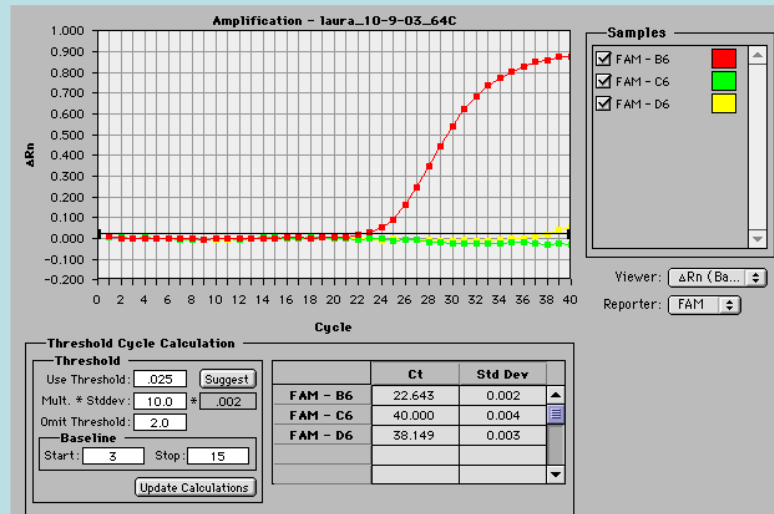 Amplification - laura_10-9-03_64C
1.000
0.900
0.800
0.700
0.600
0.500
0.400
0.300
0.200
0.100
0.000
-0.100
-0.200
ΔRn
0 2 4 6 8 10 12 14 16 18 20 22 24 26 28 30 32 34 36 38 40
Cycle
Samples
FAM - B6
FAM - C6
FAM - D6
Viewer: ΔRn (Ba...
Reporter: FAM
Threshold Cycle Calculation
Threshold
Use Threshold: .025 Suggest
Mult. * Stddev: 10.0 * .002
Omit Threshold: 2.0
Baseline
Start: 3 Stop: 15
Update Calculations
Ct Std Dev
FAM - B6 22.643 0.002
FAM - C6 40.000 0.004
FAM - D6 38.149 0.003